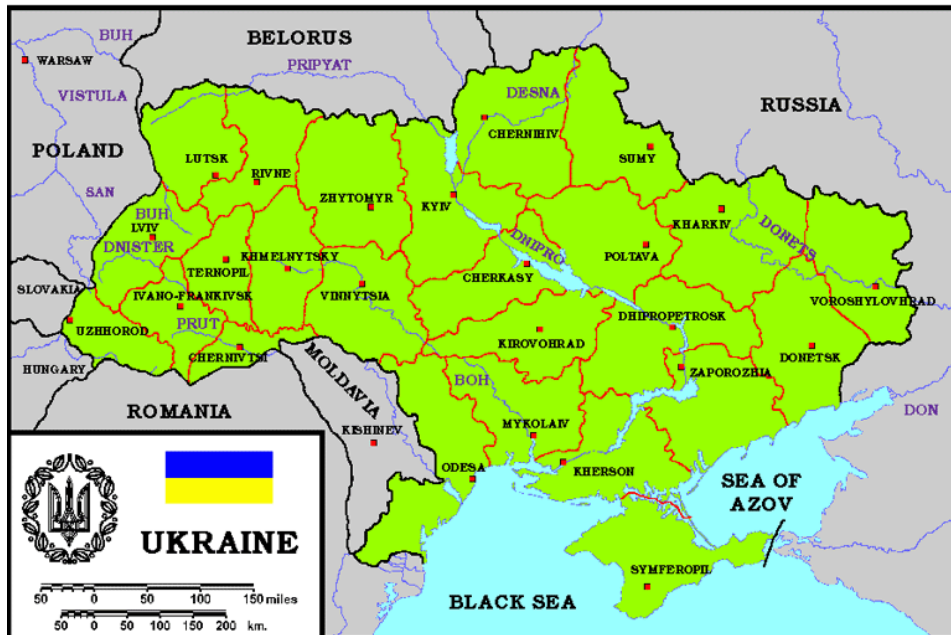 BUH
BELORUS
WARSAW
PRIPYAT
VISTULA
DESNA
RUSSIA
CHERNIHIV
POLAND
SUMY
LUTSK
RIVNE
SAN
ZHYTOMYR
KYIV
KHARKIV
BUH
LVIV
DNIPRO
DONETS
DNISTER
POLTAVA
KHMELNYTSKY
TERNOPIL
CHERKASY
SLOVAKIA
IVANO-FRANKIVSK
VINNYTSIA
VOROSHYLOVHRAD
UZHHOROD
PRUT
DHIPROPETROSK
KIROVOHRAD
CHERNIVTSI
DONETSK
HUNGARY
MOLDAVIA
ZAPOROZHIA
BOH
ROMANIA
DON
MYKOLAIV
KISHINEV
ODESA
KHERSON
SEA OF
AZOV
UKRAINE
SYMFEROPIL
50 0 50 100 150 miles
BLACK SEA
50 0 50 100 150 200 km.